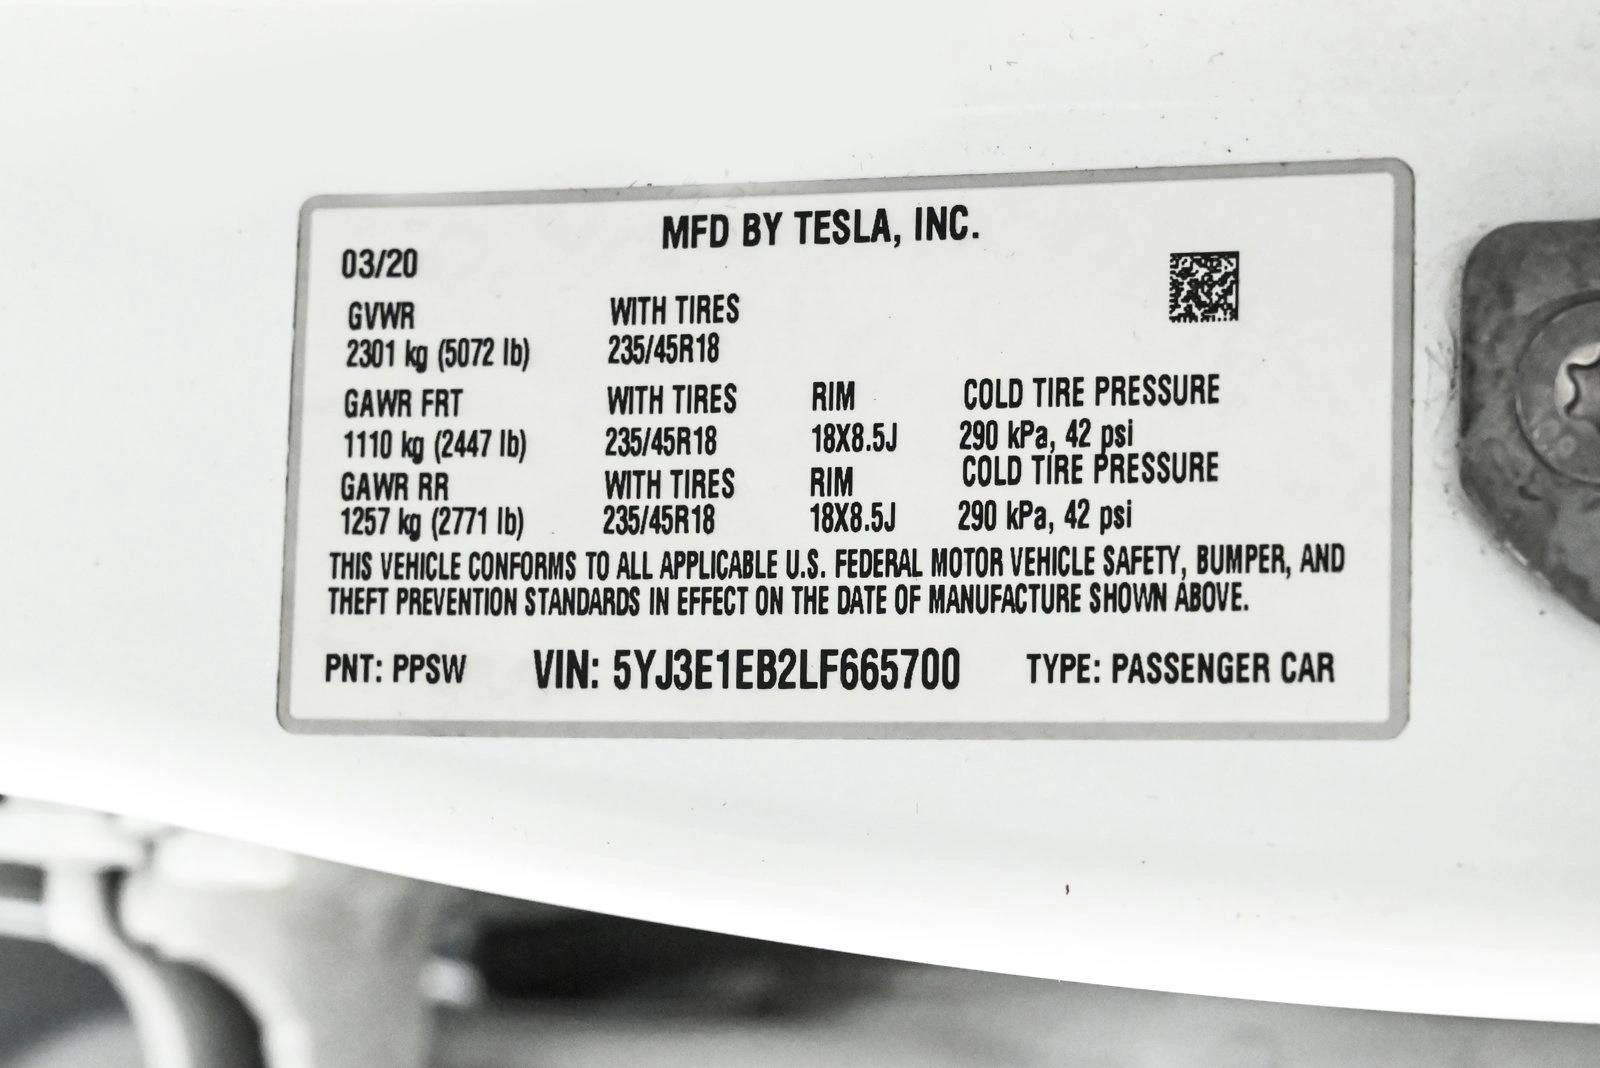 MFD BY TESLA, INC.
03/20
GVWR WITH TIRES
2301 kg (5072 lb) 235/45R18
GAWR FRT WITH TIRES RIM COLD TIRE PRESSURE
1110 kg (2447 lb) 235/45R18 18X8.5J 290 kPa, 42 psi
GAWR RR WITH TIRES RIM COLD TIRE PRESSURE
1257 kg (2771 lb) 235/45R18 18X8.5J 290 kPa, 42 psi
THIS VEHICLE CONFORMS TO ALL APPLICABLE U.S. FEDERAL MOTOR VEHICLE SAFETY, BUMPER, AND
THEFT PREVENTION STANDARDS IN EFFECT ON THE DATE OF MANUFACTURE SHOWN ABOVE.
PNT: PPSW VIN: 5YJ3E1EB2LF665700 TYPE: PASSENGER CAR